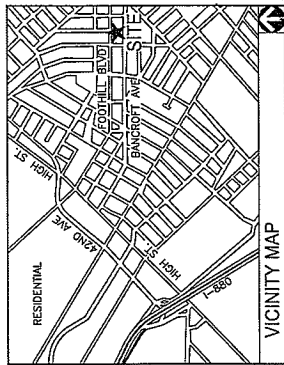 HIGH ST.
FOOTHILL BLVD
SITE
BANCROFT AVE
42ND AVE
RESIDENTIAL
HIGH ST.
I-880
VICINITY MAP